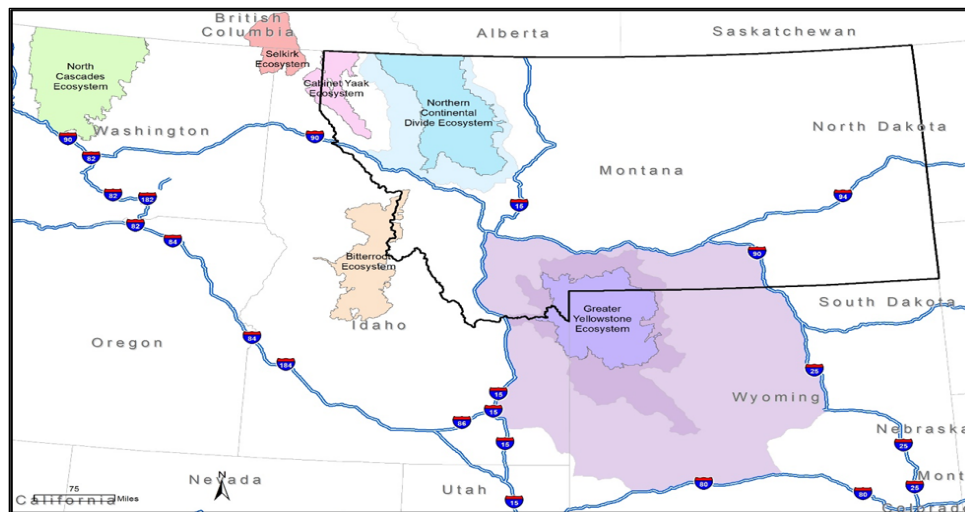 British
Columbia
Alberta
Saskatchewan
Selkirk
Ecosystem
North
Cascades
Ecosystem
Cabinet Yaak
Ecosystem
Northern
Continental
Divide Ecosystem
Washington
North Dakota
90
90
82
Montana
82
182
94
15
82
84
90
Bitterroot
Ecosystem
South Dakota
Greater
Yellowstone
Ecosystem
Idaho
Oregon
84
184
25
15
Wyoming
15
86
Nebraska
15
25
Nevada
N
Utah
80
Mont
75
Miles
California
15
80
25
Colorado